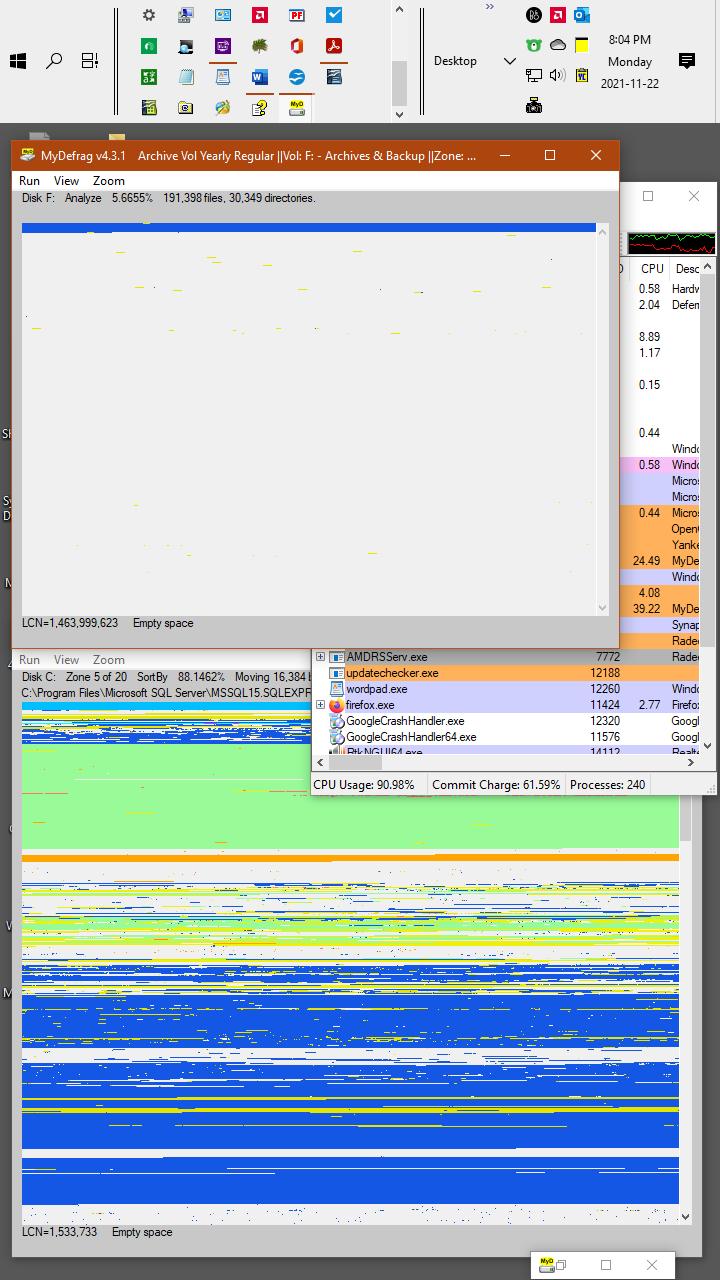 8:04 PM
Desktop
Monday
2021-11-22
MyDefrag v4.3.1 Archive Vol Yearly Regular ||Vol: F: - Archives & Backup ||Zone: ...
Run View Zoom
Disk F: Analyze 5.6655% 191,398 files, 30,349 directories.
CPU Desc
0.58 Hardw
2.04 Defern
8.89
1.17
0.15
0.44
Windo
0.58 Windo
Micros
Micros
0.44 Micros
OpenG
Yanke
24.49 MyDe
Windo
4.08
39.22 MyDe
LCN=1,463,999,623 Empty space
Synap
Radeo
Run View Zoom
AMDRSServ.exe 7772 Radeo
Disk C: Zone 5 of 20 SortBy 88.1462% Moving 16,384 b
updatechecker.exe 12188
C:\Program Files\Microsoft SQL Server\MSSQL15.SQLEXPR
wordpad.exe 12260 Windo
firefox.exe 11424 2.77 Firefo
GoogleCrashHandler.exe 12320 Googl
GoogleCrashHandler64.exe 11576 Googl
RtkNGUI64.exe 14112 Realte
CPU Usage: 90.98% Commit Charge: 61.59% Processes: 240
LCN=1,533,733 Empty space